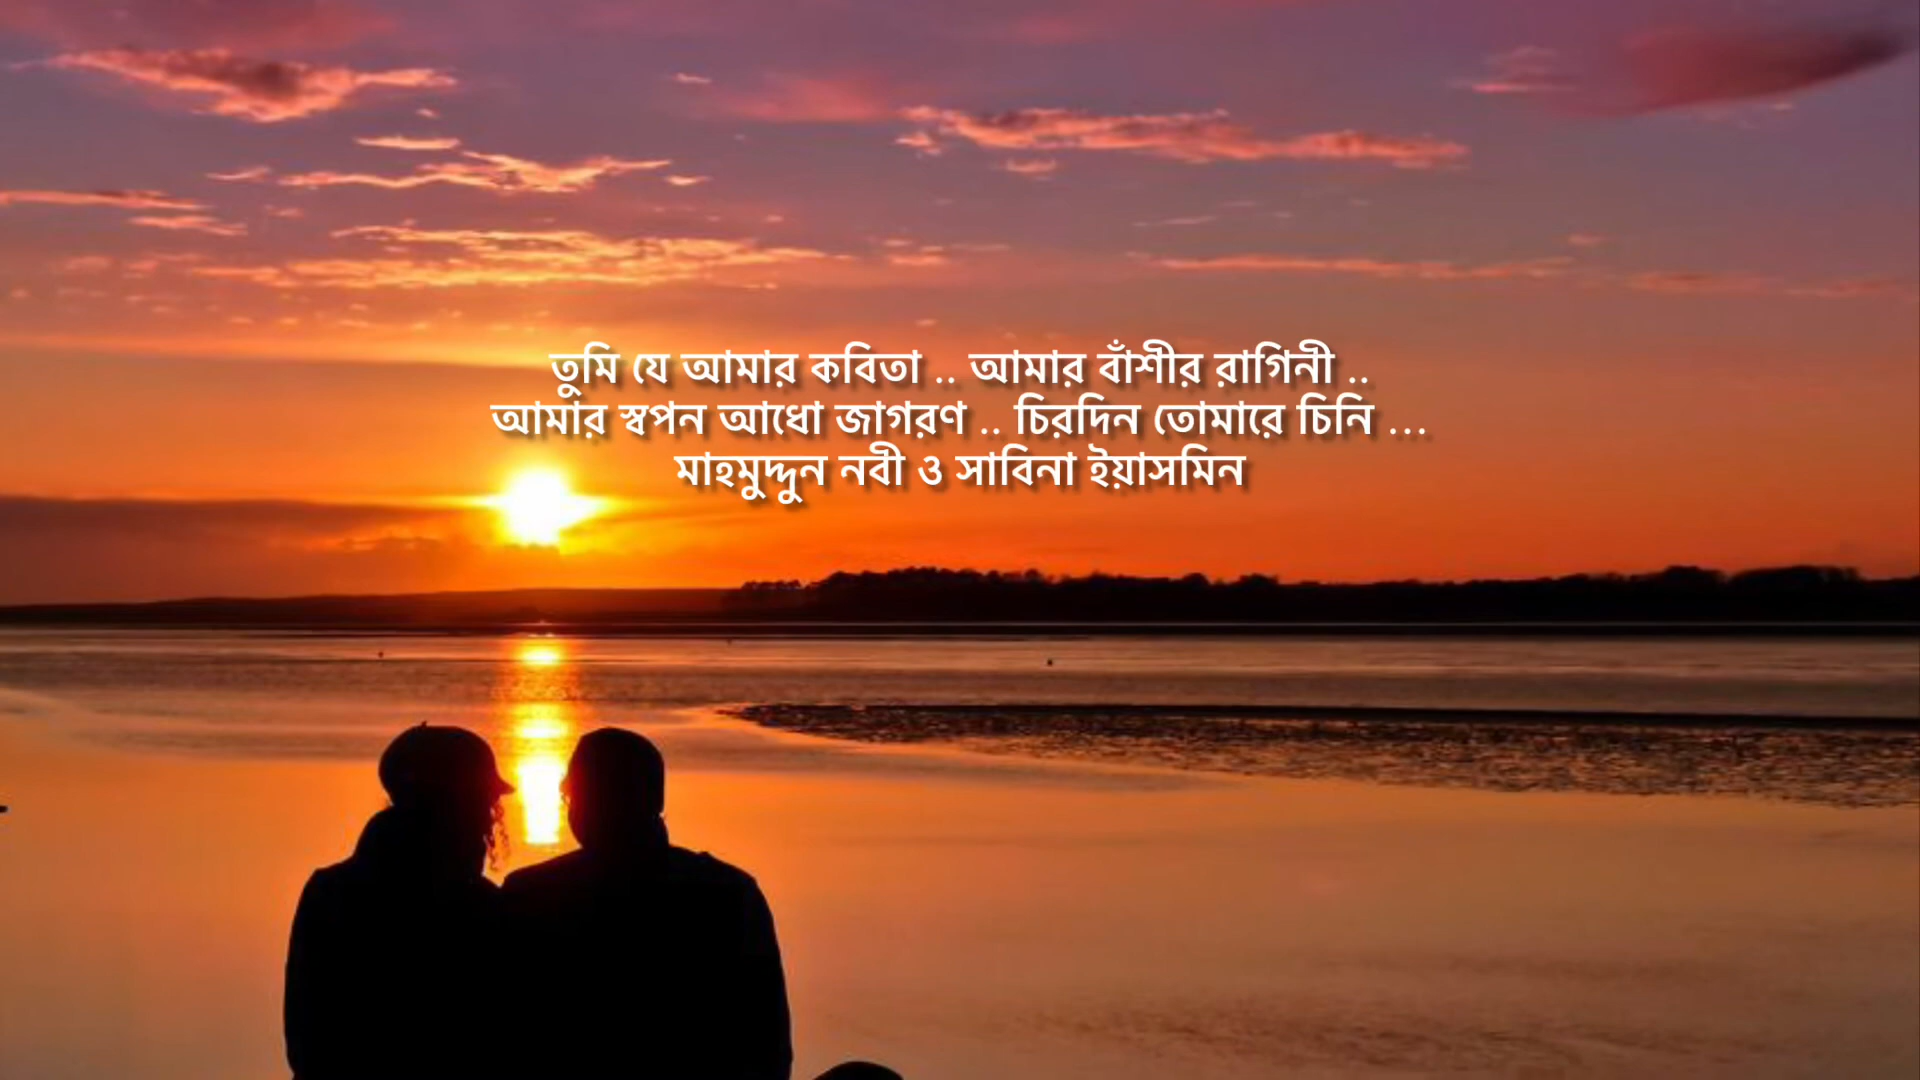 তুমি যে আমার কবিতা .. আমার বাঁশীর রাগিনী ..
আমার স্বপন আধো জাগরণ .. চিরদিন তোমারে চিনি ...
মাহমুদ্দুন নবী ও সাবিনা ইয়াসমিন